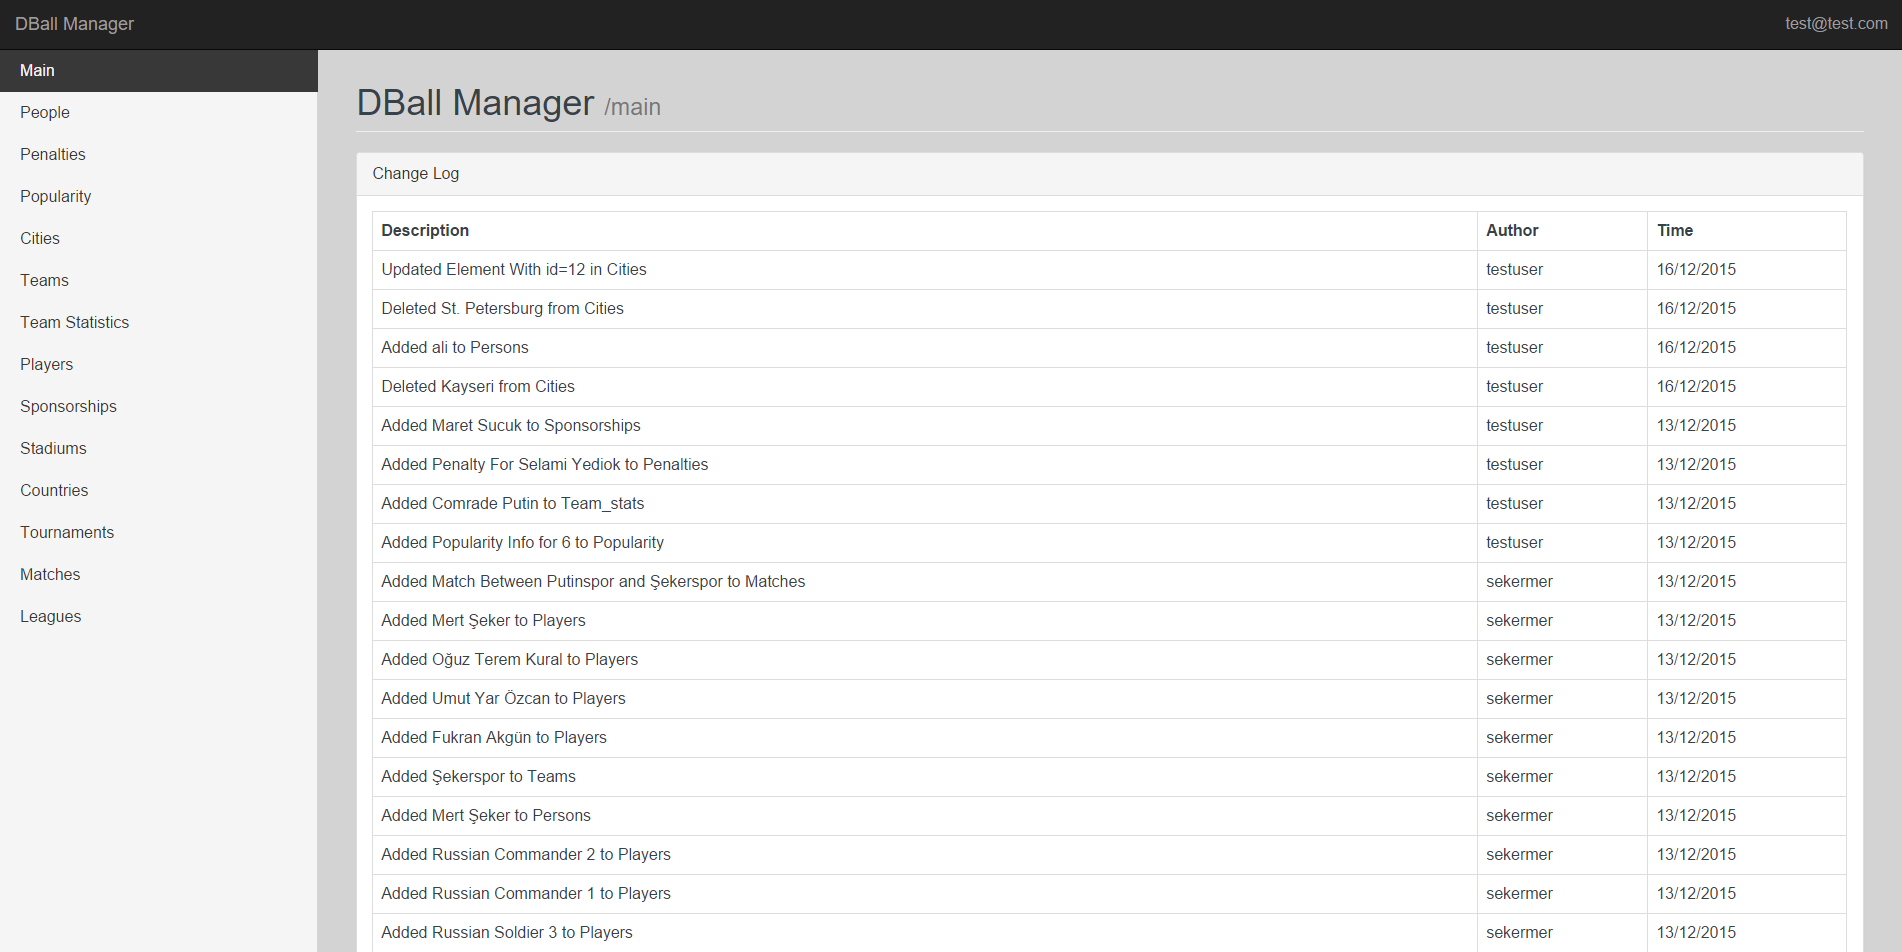 DBall Manager
test@test.com
Main
People
Penalties
Popularity
Cities
Teams
Team Statistics
Players
Sponsorships
Stadiums
Countries
Tournaments
Matches
Leagues
DBall Manager /main
Change Log
Description Author Time
Updated Element With id=12 in Cities testuser 16/12/2015
Deleted St. Petersburg from Cities testuser 16/12/2015
Added ali to Persons testuser 16/12/2015
Deleted Kayseri from Cities testuser 16/12/2015
Added Maret Sucuk to Sponsorships testuser 13/12/2015
Added Penalty For Selami Yediok to Penalties testuser 13/12/2015
Added Comrade Putin to Team_stats testuser 13/12/2015
Added Popularity Info for 6 to Popularity testuser 13/12/2015
Added Match Between Putinspor and Şekerspor to Matches sekermer 13/12/2015
Added Mert Şeker to Players sekermer 13/12/2015
Added Oğuz Terem Kural to Players sekermer 13/12/2015
Added Umut Yar Özcan to Players sekermer 13/12/2015
Added Fukran Akgün to Players sekermer 13/12/2015
Added Şekerspor to Teams sekermer 13/12/2015
Added Mert Şeker to Persons sekermer 13/12/2015
Added Russian Commander 2 to Players sekermer 13/12/2015
Added Russian Commander 1 to Players sekermer 13/12/2015
Added Russian Soldier 3 to Players sekermer 13/12/2015